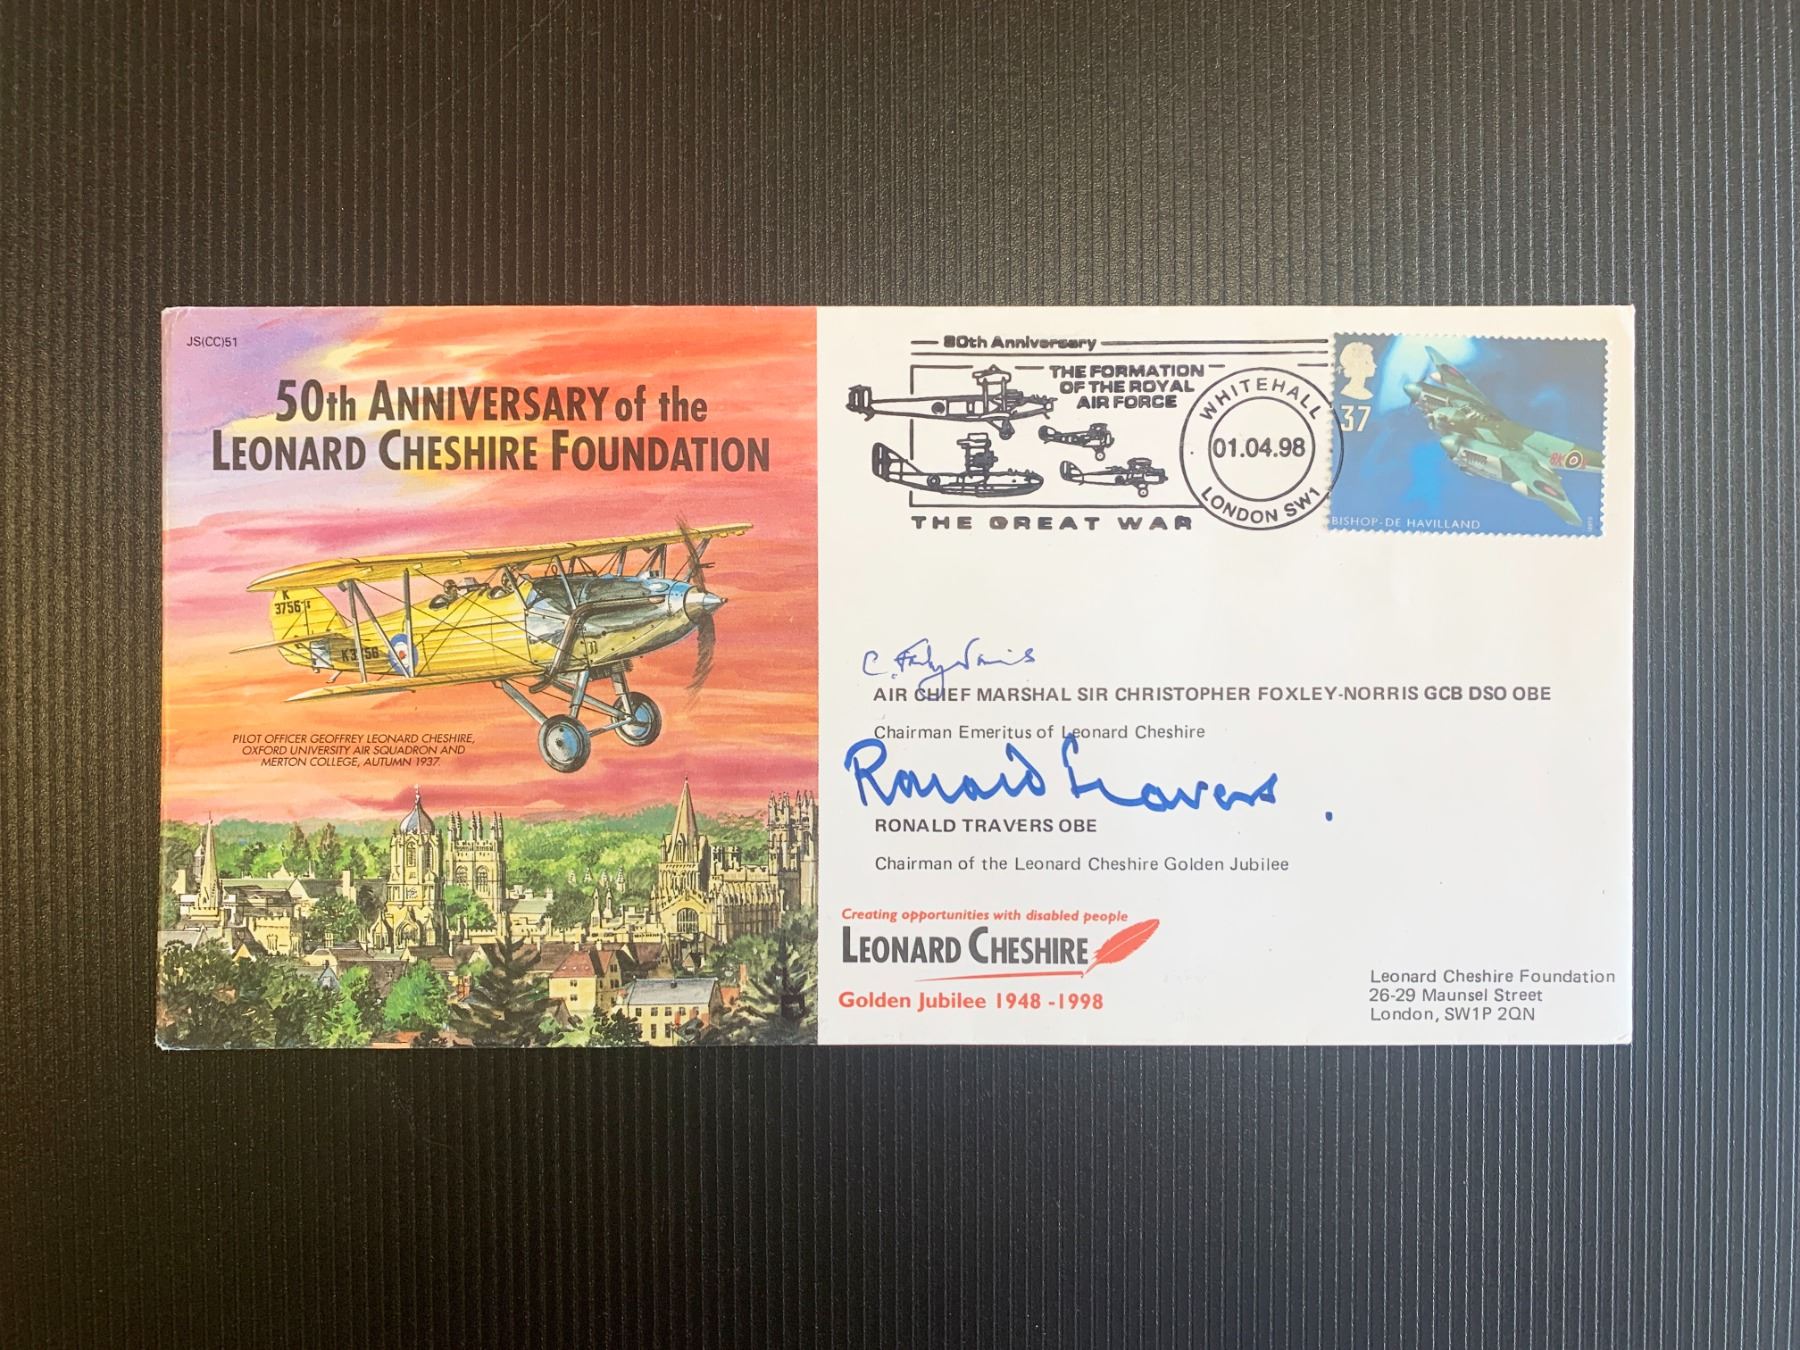 JS(CC)51
50th ANNIVERSARY of the
LEONARD CHESHIRE FOUNDATION
K
3756
K3756
PILOT OFFICER GEOFFREY LEONARD CHESHIRE,
OXFORD UNIVERSITY AIR SQUADRON AND
MERTON COLLEGE, AUTUMN 1937.
80th Anniversary
THE FORMATION
OF THE ROYAL
AIR FORCE
THE GREAT WAR
WHITEHALL
01.04.98
LONDON SW1
37
BISHOP-DE HAVILLAND
C. Foxley Norris
AIR CHIEF MARSHAL SIR CHRISTOPHER FOXLEY-NORRIS GCB DSO OBE
Chairman Emeritus of Leonard Cheshire
Ronald Travers
RONALD TRAVERS OBE
Chairman of the Leonard Cheshire Golden Jubilee
Creating opportunities with disabled people
LEONARD CHESHIRE
Golden Jubilee 1948 -1998
Leonard Cheshire Foundation
26-29 Maunsel Street
London, SW1P 2QN